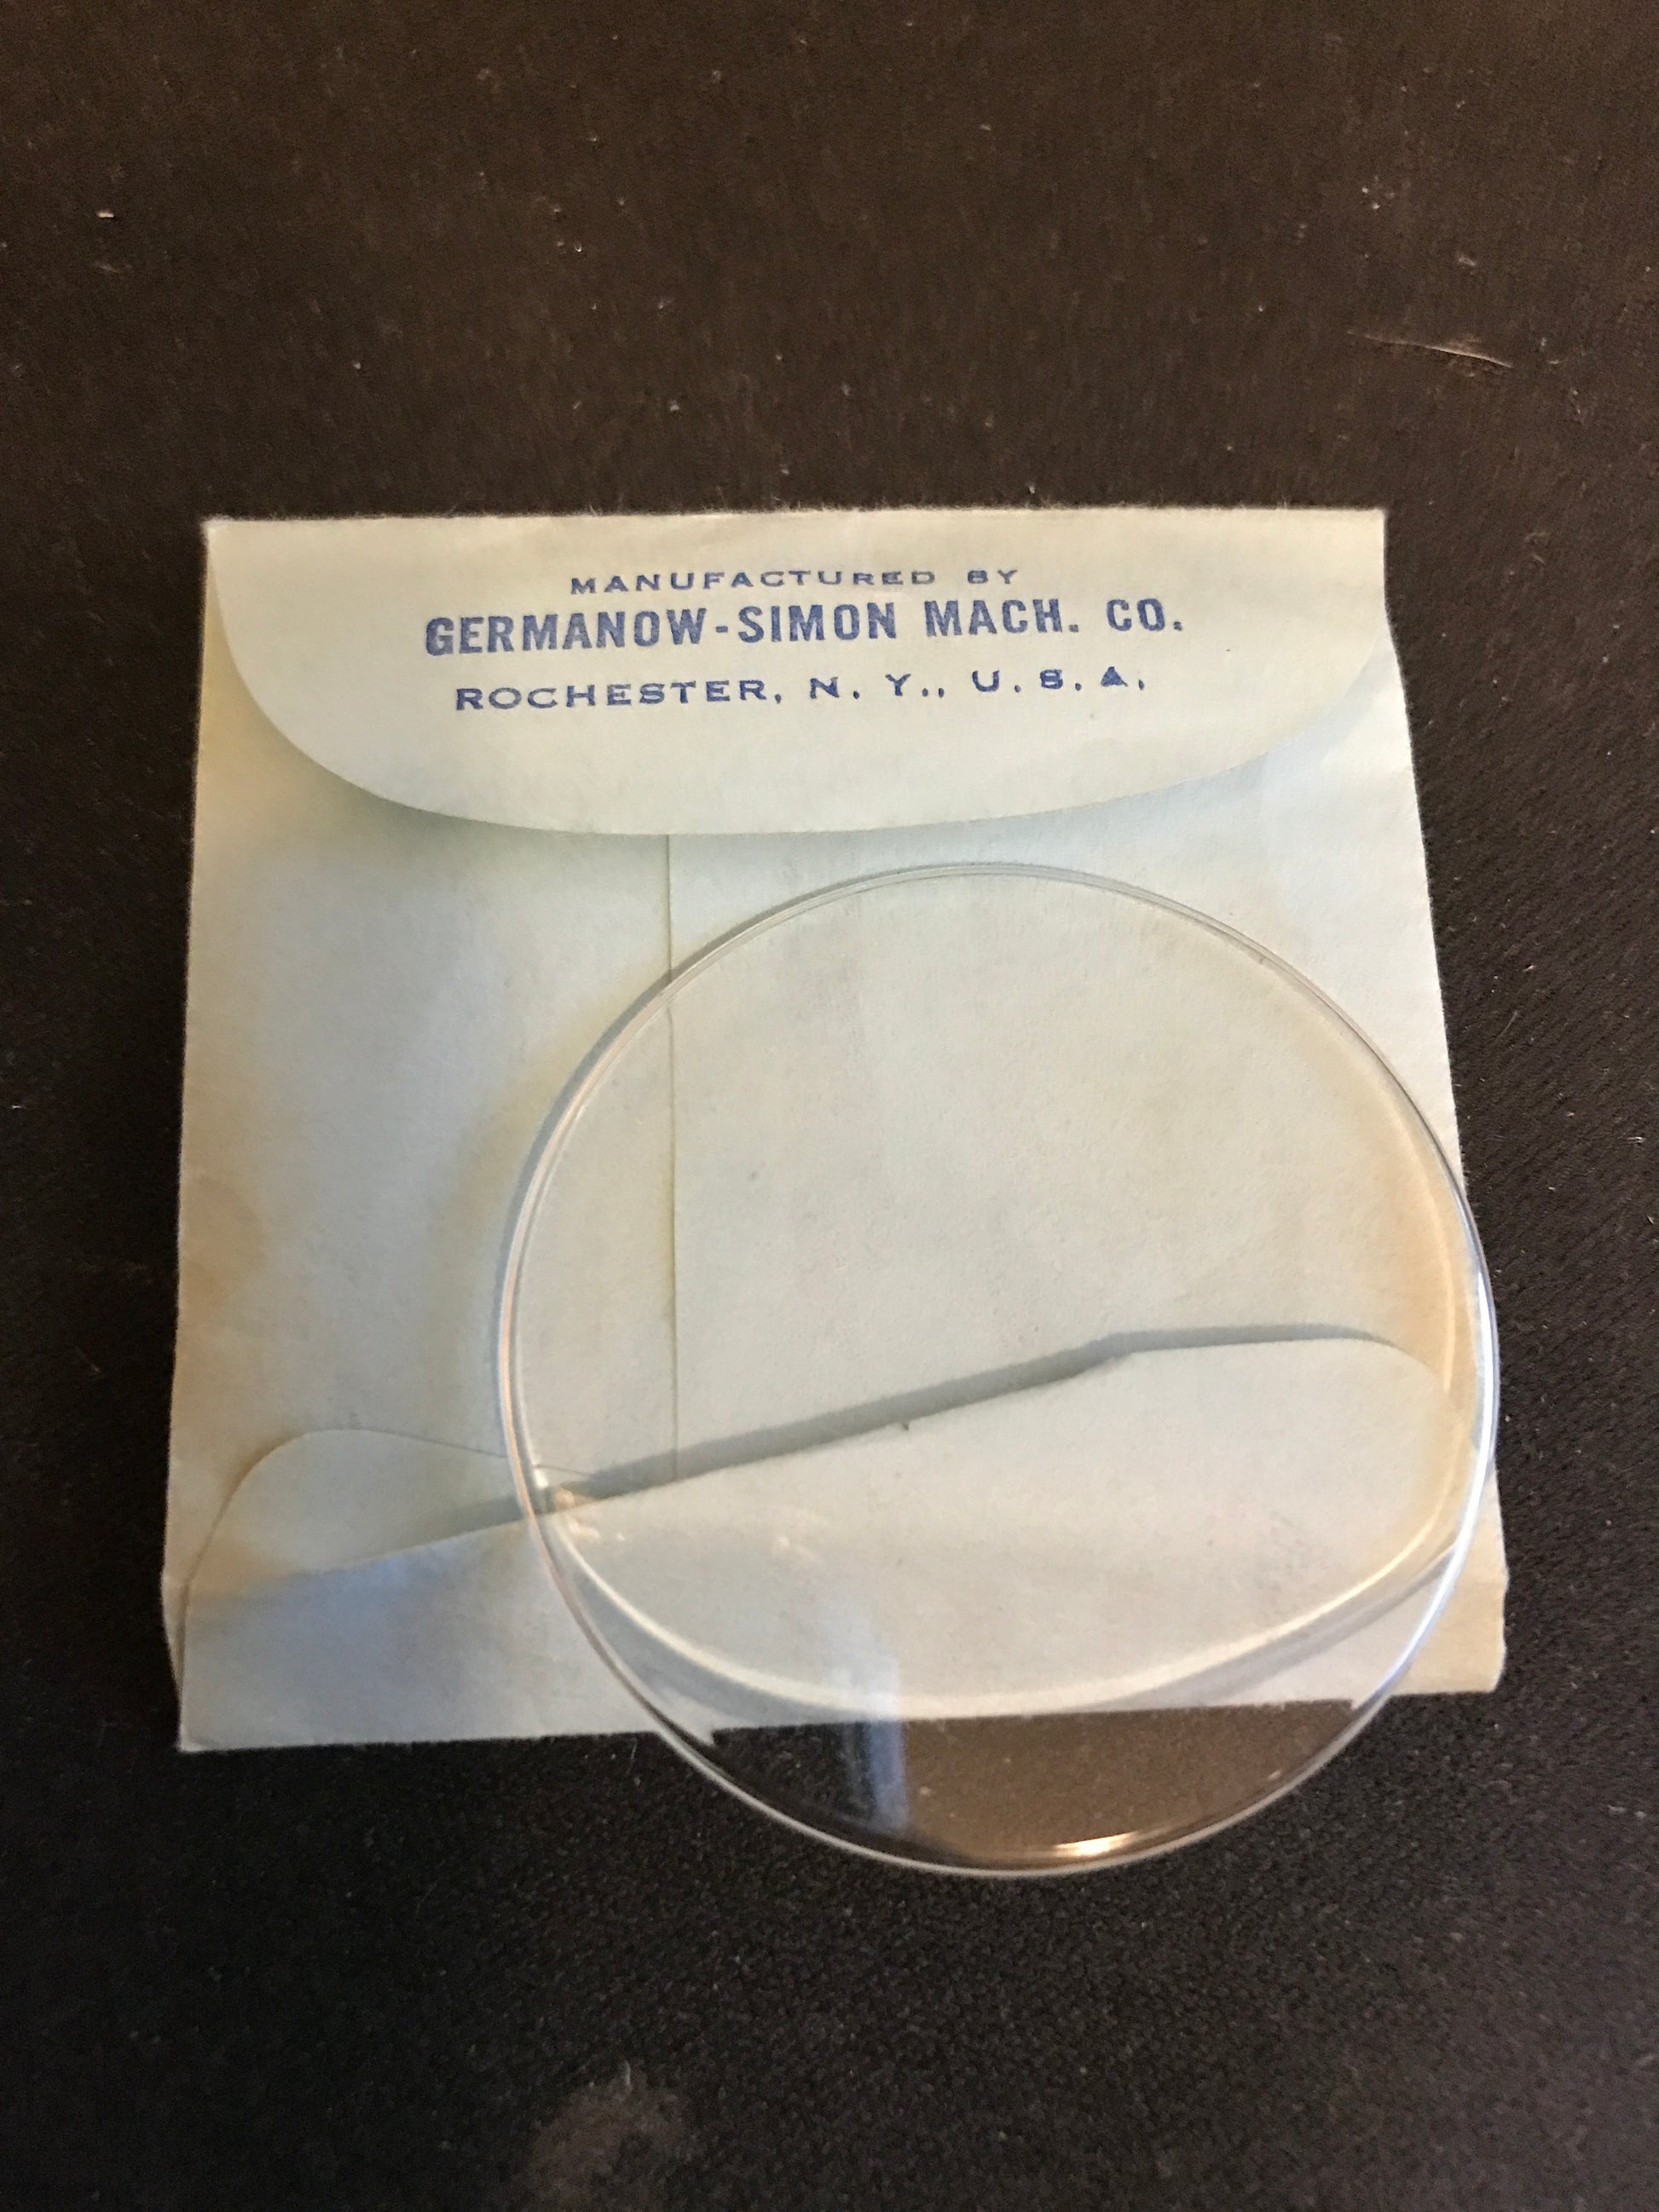 MANUFACTURED BY
GERMANOW-SIMON MACH. CO.
ROCHESTER, N. Y., U. S. A.